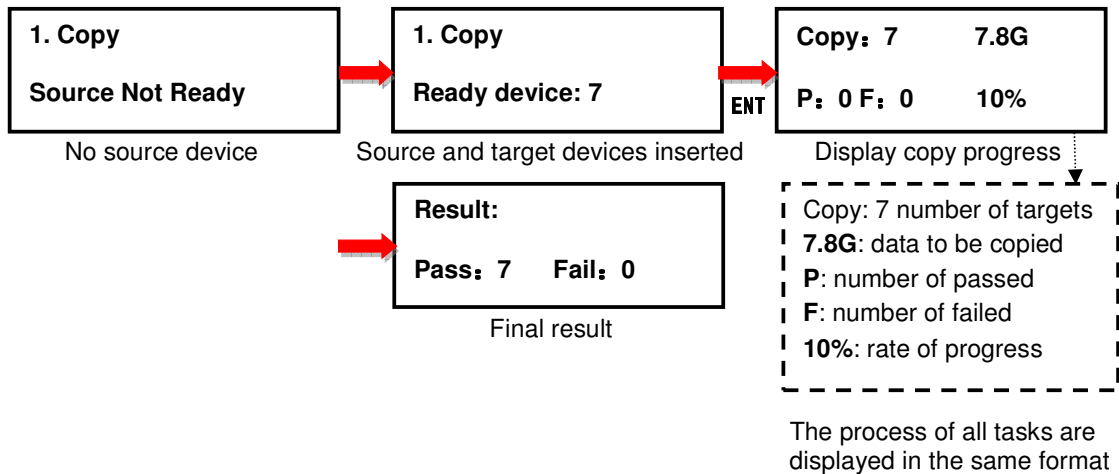 1. Copy
Source Not Ready
No source device
1. Copy
Ready device: 7
Source and target devices inserted
ENT
Copy：7 7.8G
P：0 F：0 10%
Display copy progress
Result:
Pass：7 Fail：0
Final result
Copy: 7 number of targets
7.8G: data to be copied
P: number of passed
F: number of failed
10%: rate of progress
The process of all tasks are
displayed in the same format